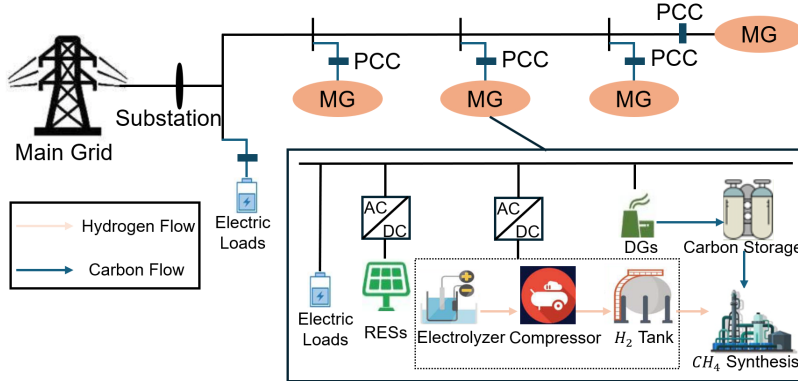 PCC
MG
PCC
PCC
PCC
MG
MG
MG
Substation
Main Grid
Electric
Loads
Hydrogen Flow
Carbon Flow
AC
DC
AC
DC
DGs
Carbon Storage
Electric
Loads
RESs
Electrolyzer
Compressor
H₂ Tank
CH₄ Synthesis